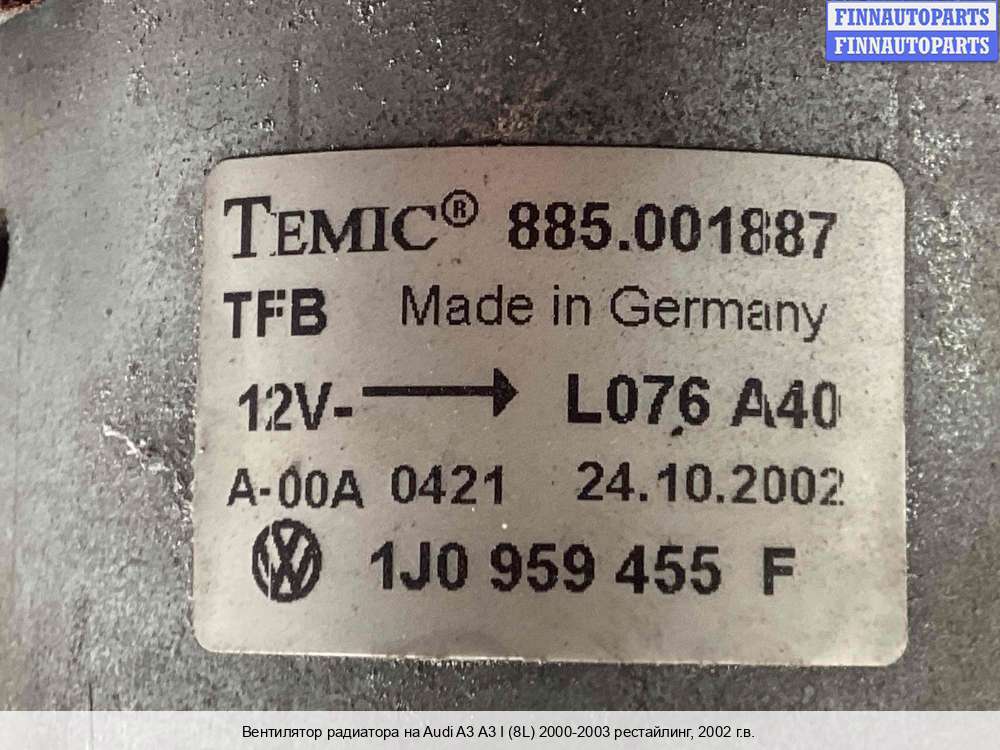 FINNAUTOPARTS
FINNAUTOPARTS
TEMIC® 885.001887
TFB Made in Germany
12V- → L076 A40
A-00A 0421 24.10.2002
1J0 959 455 F
Вентилятор радиатора на Audi A3 A3 I (8L) 2000-2003 рестайлинг, 2002 г.в.